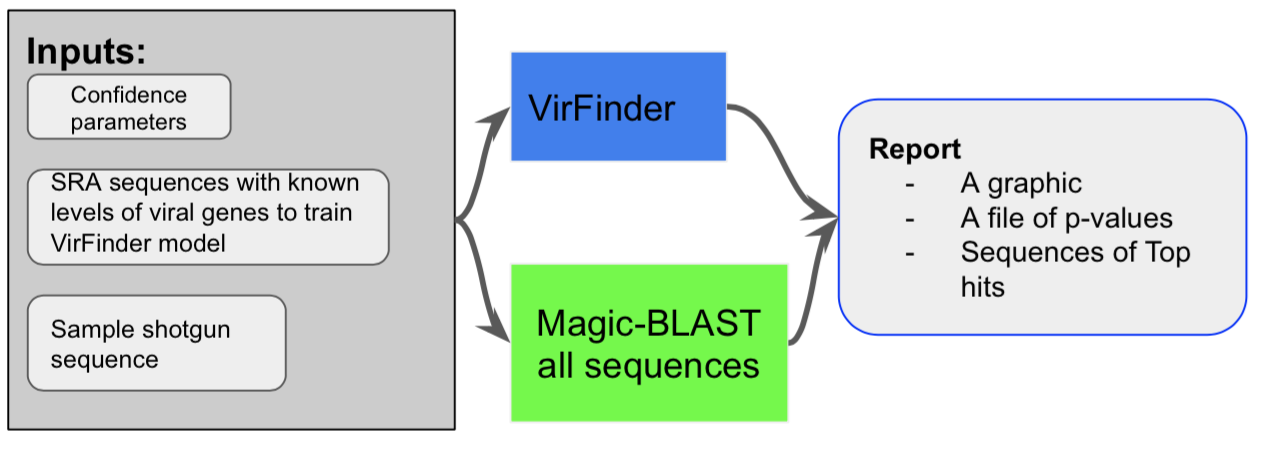 Inputs:
Confidence
parameters
SRA sequences with known
levels of viral genes to train
VirFinder model
Sample shotgun
sequence
VirFinder
Magic-BLAST
all sequences
Report
- A graphic
- A file of p-values
- Sequences of Top
hits